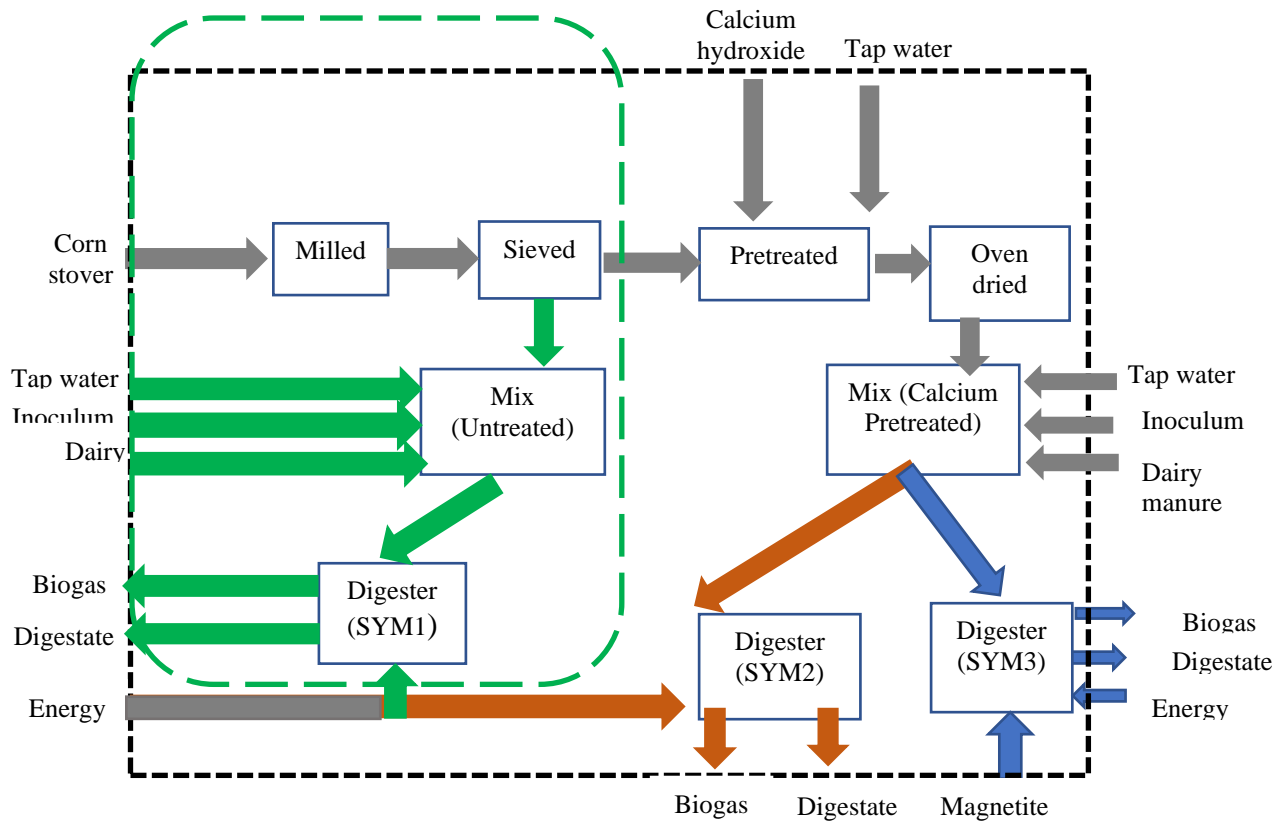 Calcium
hydroxide
Tap water
Corn
stover
Milled
Sieved
Pretreated
Oven
dried
Tap water
Inoculum
Dairy
Mix
(Untreated)
Mix (Calcium
Pretreated)
Tap water
Inoculum
Dairy
manure
Biogas
Digestate
Digester
(SYM1)
Digester
(SYM2)
Digester
(SYM3)
Biogas
Digestate
Energy
Energy
Biogas
Digestate
Magnetite